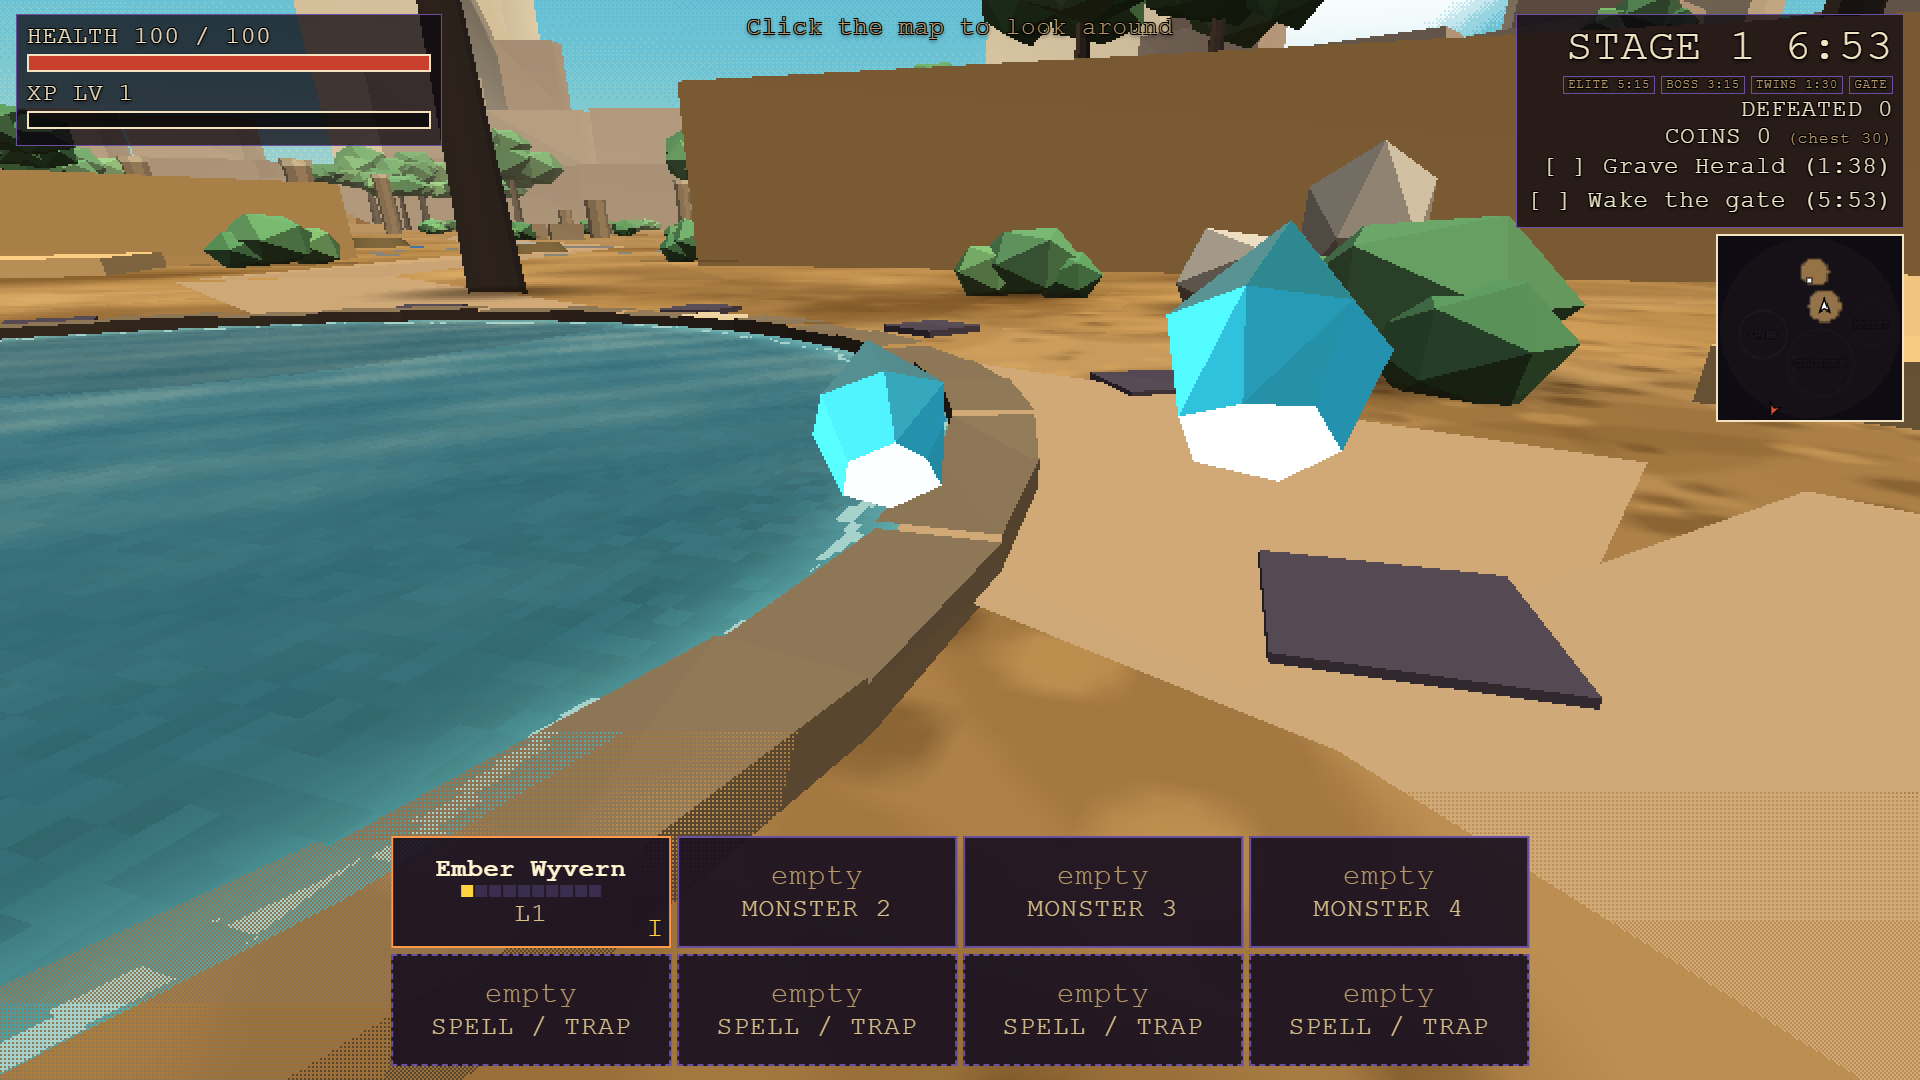 HEALTH 100 / 100
XP LV 1
Click the map to look around
STAGE 1 6:53
ELITE 5:15 BOSS 3:15 TWINS 1:30 GATE
DEFEATED 0
COINS 0 (chest 30)
[ ] Grave Herald (1:38)
[ ] Wake the gate (5:53)
Ember Wyvern
L1
I
empty
MONSTER 2
empty
MONSTER 3
empty
MONSTER 4
empty
SPELL / TRAP
empty
SPELL / TRAP
empty
SPELL / TRAP
empty
SPELL / TRAP